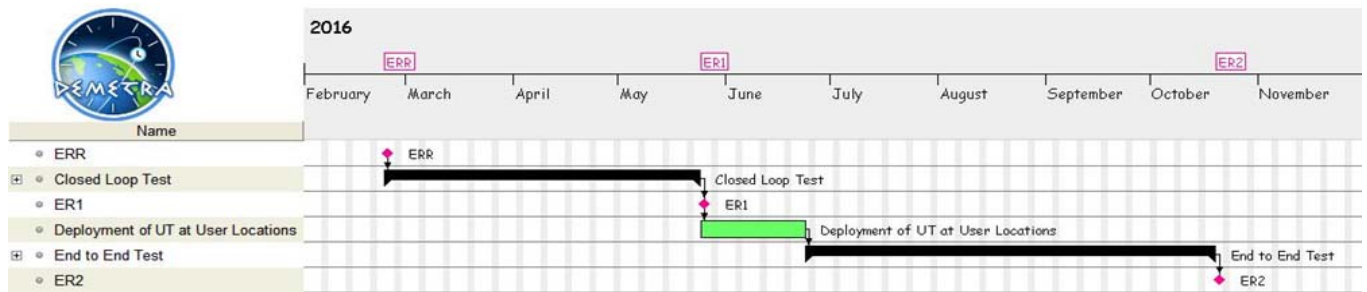 2016
ERR ER1 ER2
DEMETRA
February March April May June July August September October November
Name
ERR ERR
Closed Loop Test Closed Loop Test
ER1 ER1
Deployment of UT at User Locations Deployment of UT at User Locations
End to End Test End to End Test
ER2 ER2